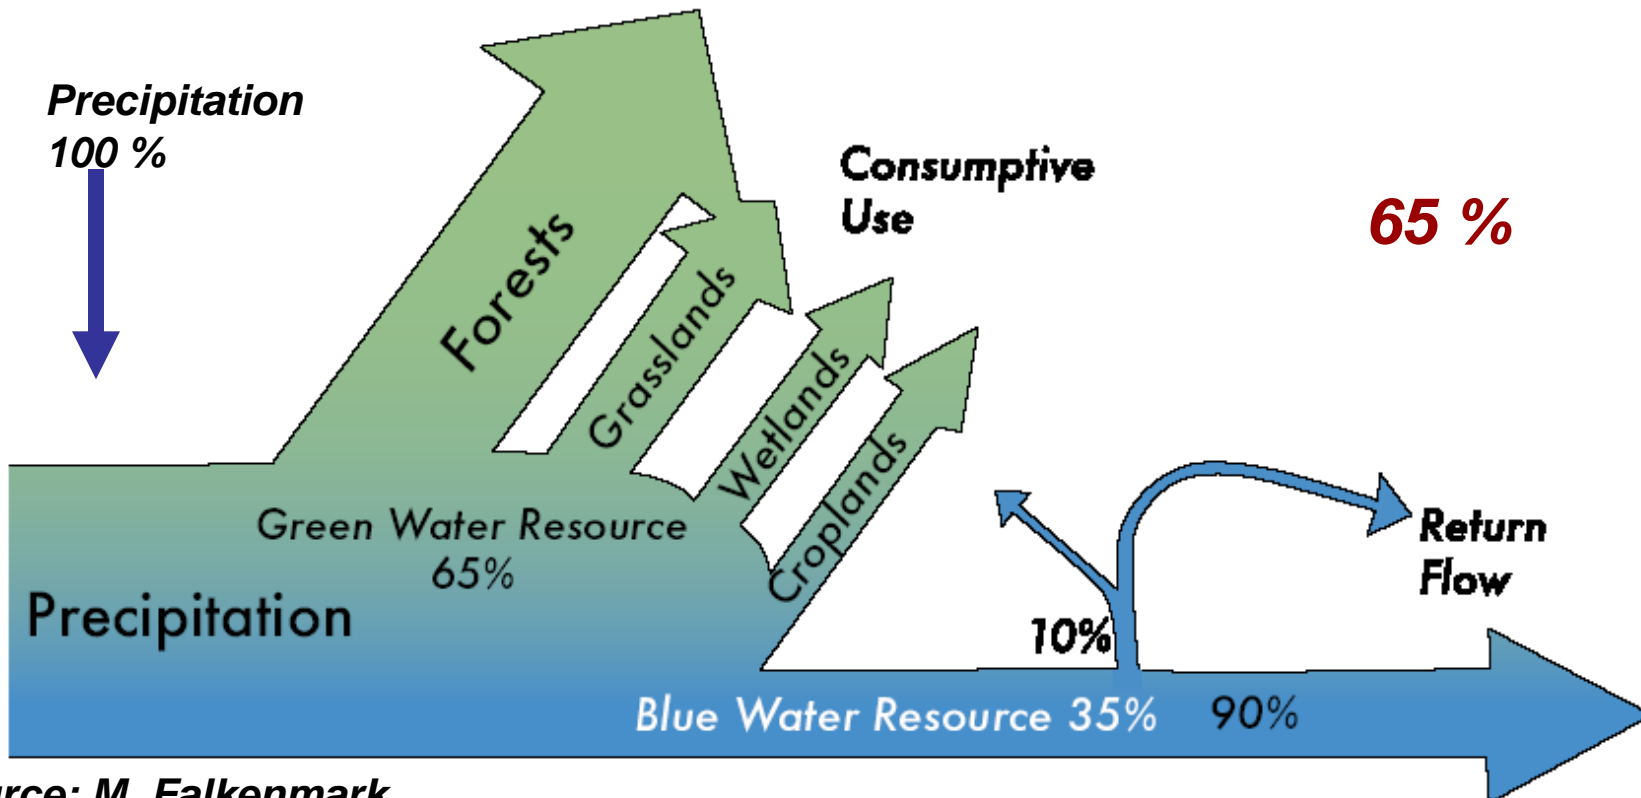 Precipitation
100 %
Consumptive
Use
65 %
Forests
Grasslands
Wetlands
Croplands
Green Water Resource
65%
Precipitation
Return
Flow
10%
Blue Water Resource 35% 90%
M. Falkenmark